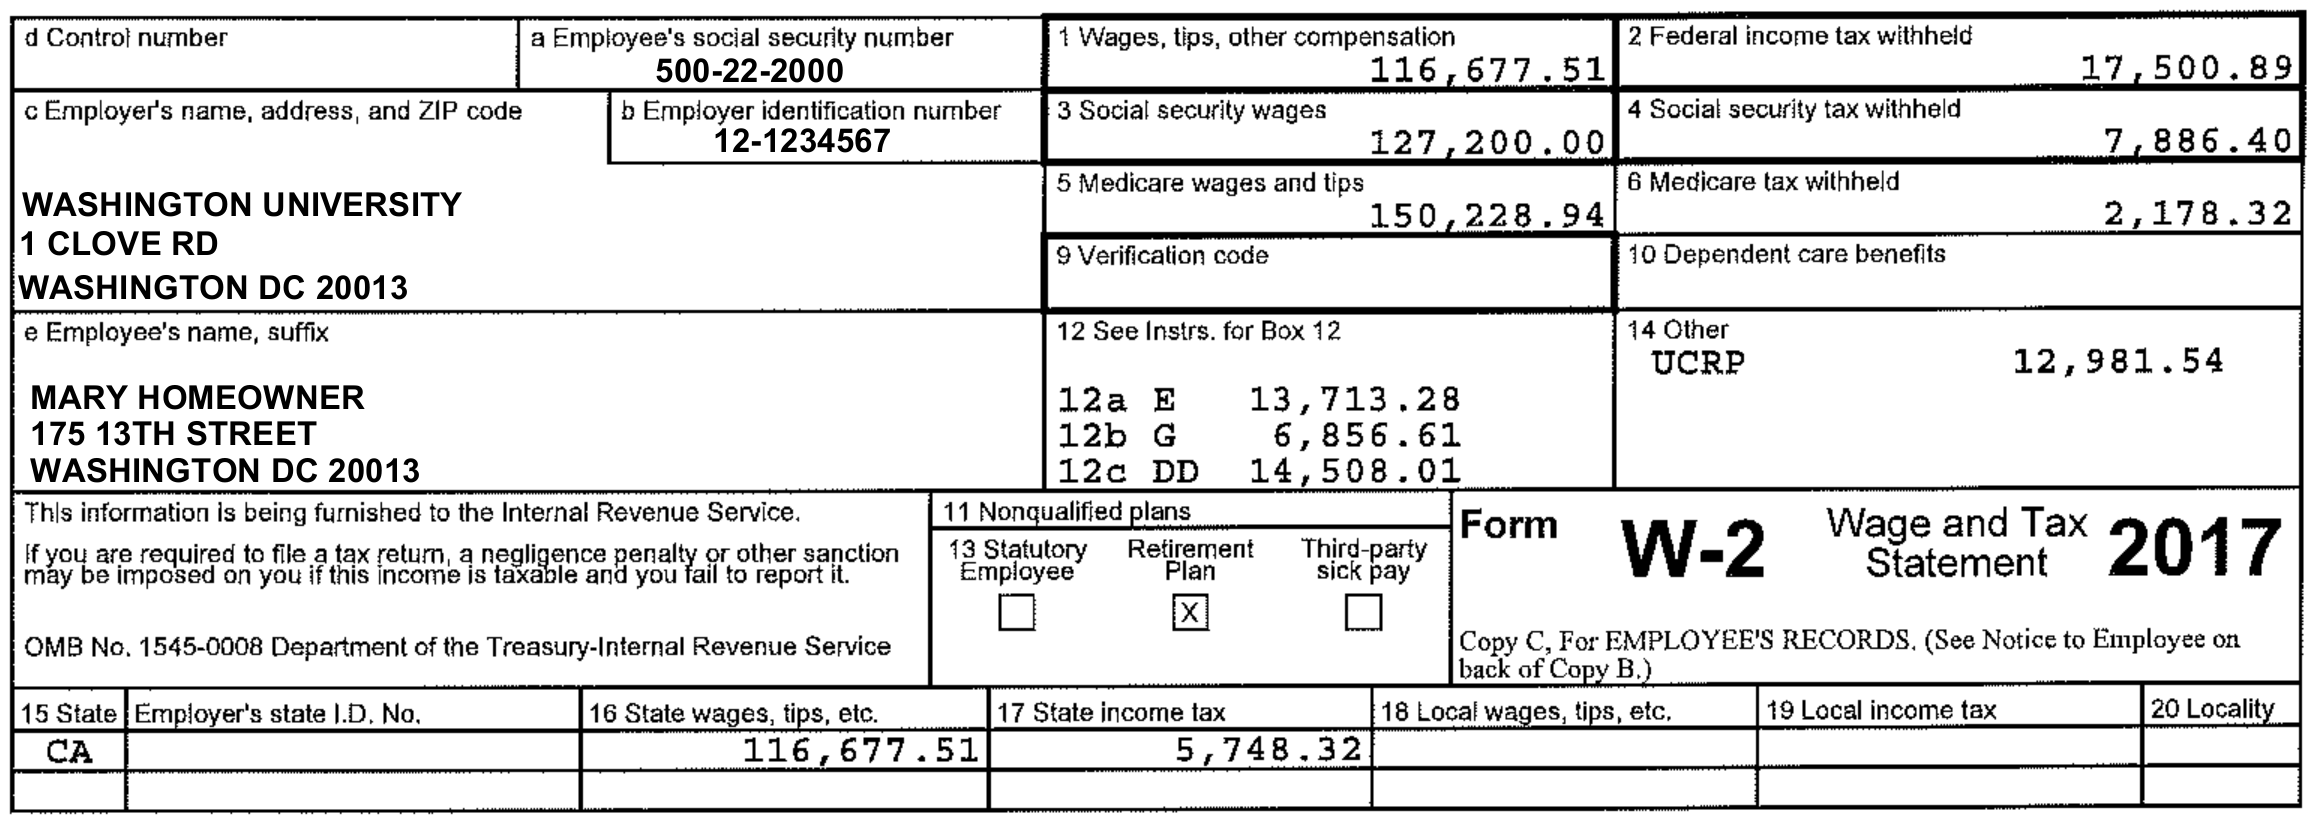 d Control number
a Employee's social security number
500-22-2000
1 Wages, tips, other compensation
116,677.51
2 Federal income tax withheld
17,500.89
c Employer's name, address, and ZIP code
b Employer identification number
12-1234567
3 Social security wages
127,200.00
4 Social security tax withheld
7,886.40
WASHINGTON UNIVERSITY
1 CLOVE RD
WASHINGTON DC 20013
5 Medicare wages and tips
150,228.94
6 Medicare tax withheld
2,178.32
9 Verification code
10 Dependent care benefits
e Employee's name, suffix
MARY HOMEOWNER
175 13TH STREET
WASHINGTON DC 20013
12 See Instrs. for Box 12
12a E 13,713.28
12b G 6,856.61
12c DD 14,508.01
14 Other
UCRP 12,981.54
This information is being furnished to the Internal Revenue Service.
If you are required to file a tax return, a negligence penalty or other sanction
may be imposed on you if this income is taxable and you fail to report it.
OMB No. 1545-0008 Department of the Treasury-Internal Revenue Service
11 Nonqualified plans
13 Statutory
Employee
Retirement
Plan
X
Third-party
sick pay
Form W-2 Wage and Tax
Statement 2017
Copy C, For EMPLOYEE'S RECORDS. (See Notice to Employee on
back of Copy B.)
15 State
Employer's state I.D. No.
16 State wages, tips, etc.
17 State income tax
18 Local wages, tips, etc.
19 Local income tax
20 Locality
CA
116,677.51
5,748.32